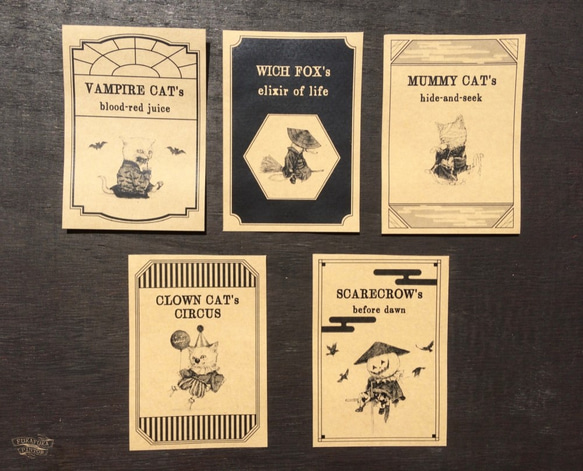 VAMPIRE CAT's
blood-red juice
WICH FOX's
elixir of life
MUMMY CAT's
hide-and-seek
CLOWN CAT's
CIRCUS
SCARECROW's
before dawn